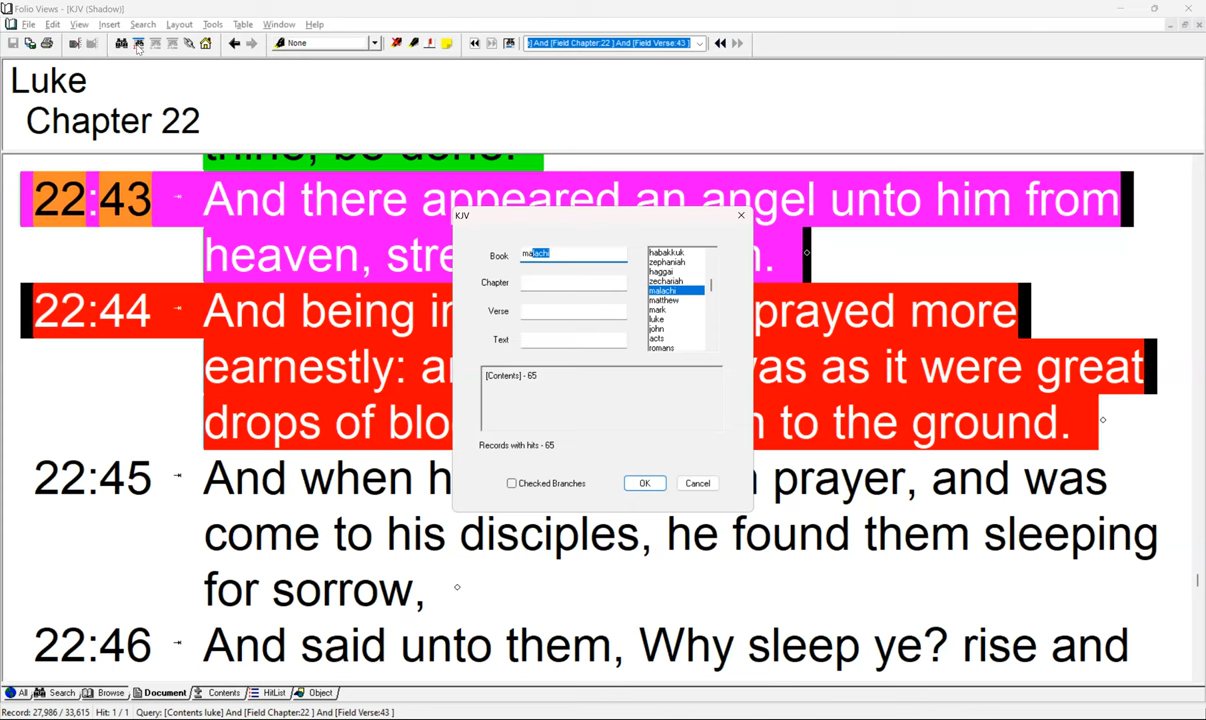 Folio Views - [KJV (Shadow)]
File Edit View Insert Search Layout Tools Table Window Help
None
] And [Field Chapter:22 ] And [Field Verse:43 ]
Luke
Chapter 22
thine, be done.
22:43 And there appeared an angel unto him from
heaven,
22:44 And being prayed more
earnestly: was as it were great
drops of to the ground.
22:45 And when prayer, and was
come to his disciples, he found them sleeping
for sorrow,
22:46 And said unto them, Why sleep ye? rise and
KJV
Book malachi
Chapter
Verse
Text
habakkuk
zephaniah
haggai
zechariah
malachi
matthew
mark
luke
john
acts
romans
[Contents] - 65
Records with hits - 65
Checked Branches OK Cancel
All Search Browse Document Contents HitList Object
Record: 27,986 / 33,615 Hit: 1 / 1 Query: [Contents luke] And [Field Chapter:22 ] And [Field Verse:43 ]